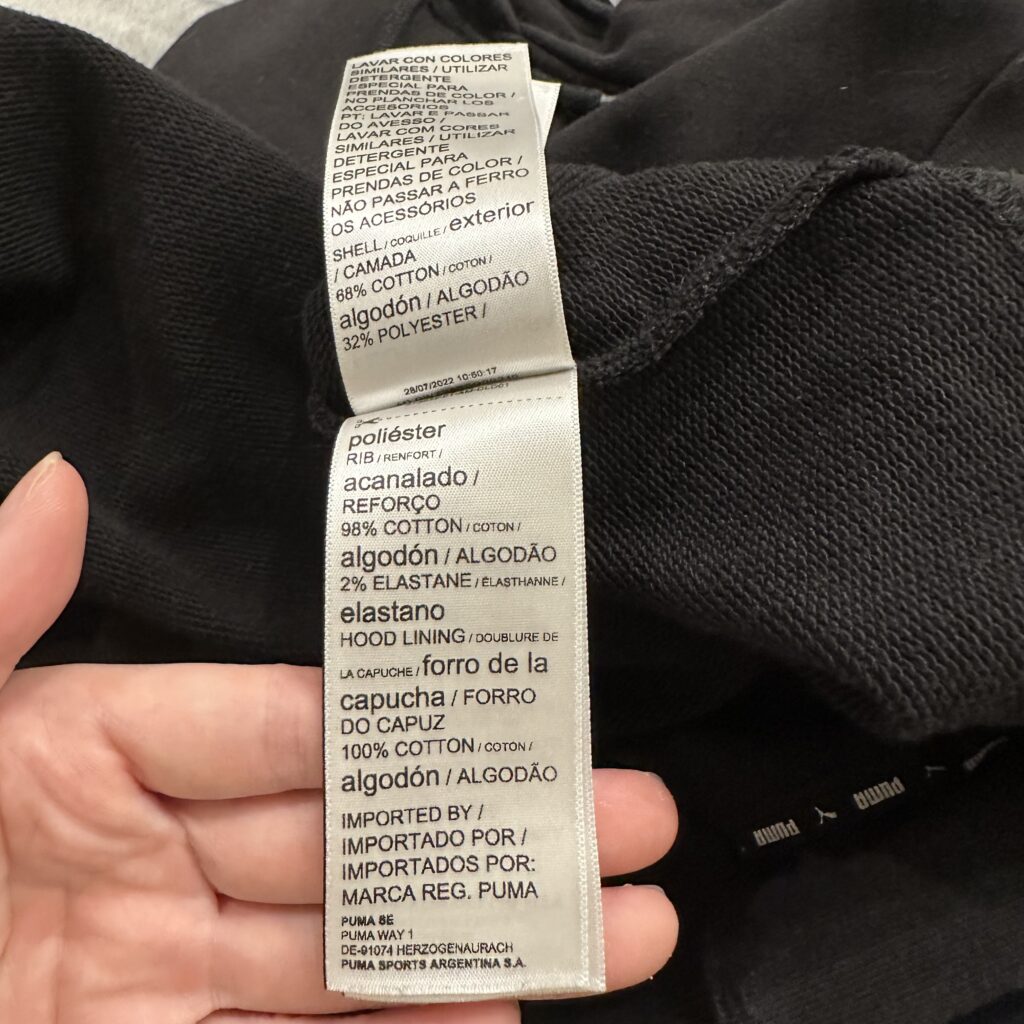 LAVAR CON COLORES
SIMILARES / UTILIZAR
DETERGENTE
ESPECIAL PARA
PRENDAS DE COLOR /
NO PLANCHAR LOS
ACCESORIOS
PT: LAVAR E PASSAR
DO AVESSO /
LAVAR COM CORES
SIMILARES / UTILIZAR
DETERGENTE
ESPECIAL PARA
PRENDAS DE COLOR /
NÃO PASSAR A FERRO
OS ACESSÓRIOS
SHELL / COQUILLE / exterior
/ CAMADA
68% COTTON / COTON /
algodón / ALGODÃO
32% POLYESTER /
28/07/2022 10:50:17
poliéster
RIB / RENFORT /
acanalado /
REFORÇO
98% COTTON / COTON /
algodón / ALGODÃO
2% ELASTANE / ÉLASTHANNE /
elastano
HOOD LINING / DOUBLURE DE
LA CAPUCHE / forro de la
capucha / FORRO
DO CAPUZ
100% COTTON / COTON /
algodón / ALGODÃO
IMPORTED BY /
IMPORTADO POR /
IMPORTADOS POR:
MARCA REG. PUMA
PUMA SE
PUMA WAY 1
DE-91074 HERZOGENAURACH
PUMA SPORTS ARGENTINA S.A.
PUMA PUMA